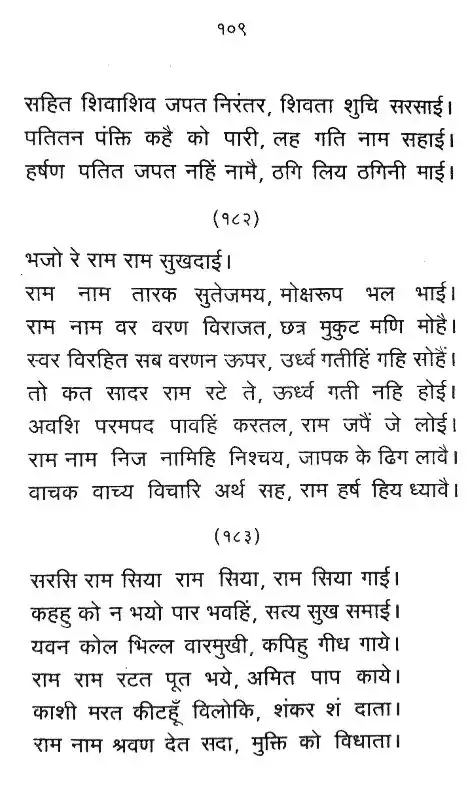 १०९
सहित शिवाशिव जपत निरंतर, शिवता शुचि सरसाई।
पतितन पंक्ति कहै को पारी, लह गति नाम सहाई।
हर्षण पतित जपत नहिं नामै, ठगि लिय ठगिनी माई।
(१८२)
भजो रे राम राम सुखदाई।
राम नाम तारक सुतेजमय, मोक्षरूप भल भाई।
राम नाम वर वरण विराजत, छत्र मुकुट मणि मोहै।
स्वर विरहित सब वरणन ऊपर, उर्ध्व गतीहिं गहि सोहैं।
तो कत सादर राम रटे ते, ऊर्ध्व गती नहि होई।
अवशि परमपद पावहिं करतल, राम जपैं जे लोई।
राम नाम निज नामिहि निश्चय, जापक के ढिग लावै।
वाचक वाच्य विचारि अर्थ सह, राम हर्ष हिय ध्यावै।
(१८३)
सरसि राम सिया राम सिया, राम सिया गाई।
कहहु को न भयो पार भवहिं, सत्य सुख समाई।
यवन कोल भिल्ल वारमुखी, कपिहु गीध गाये।
राम राम रटत पूत भये, अमित पाप काये।
काशी मरत कीटहूँ विलोकि, शंकर शं दाता।
राम नाम श्रवण देत सदा, मुक्ति को विधाता।